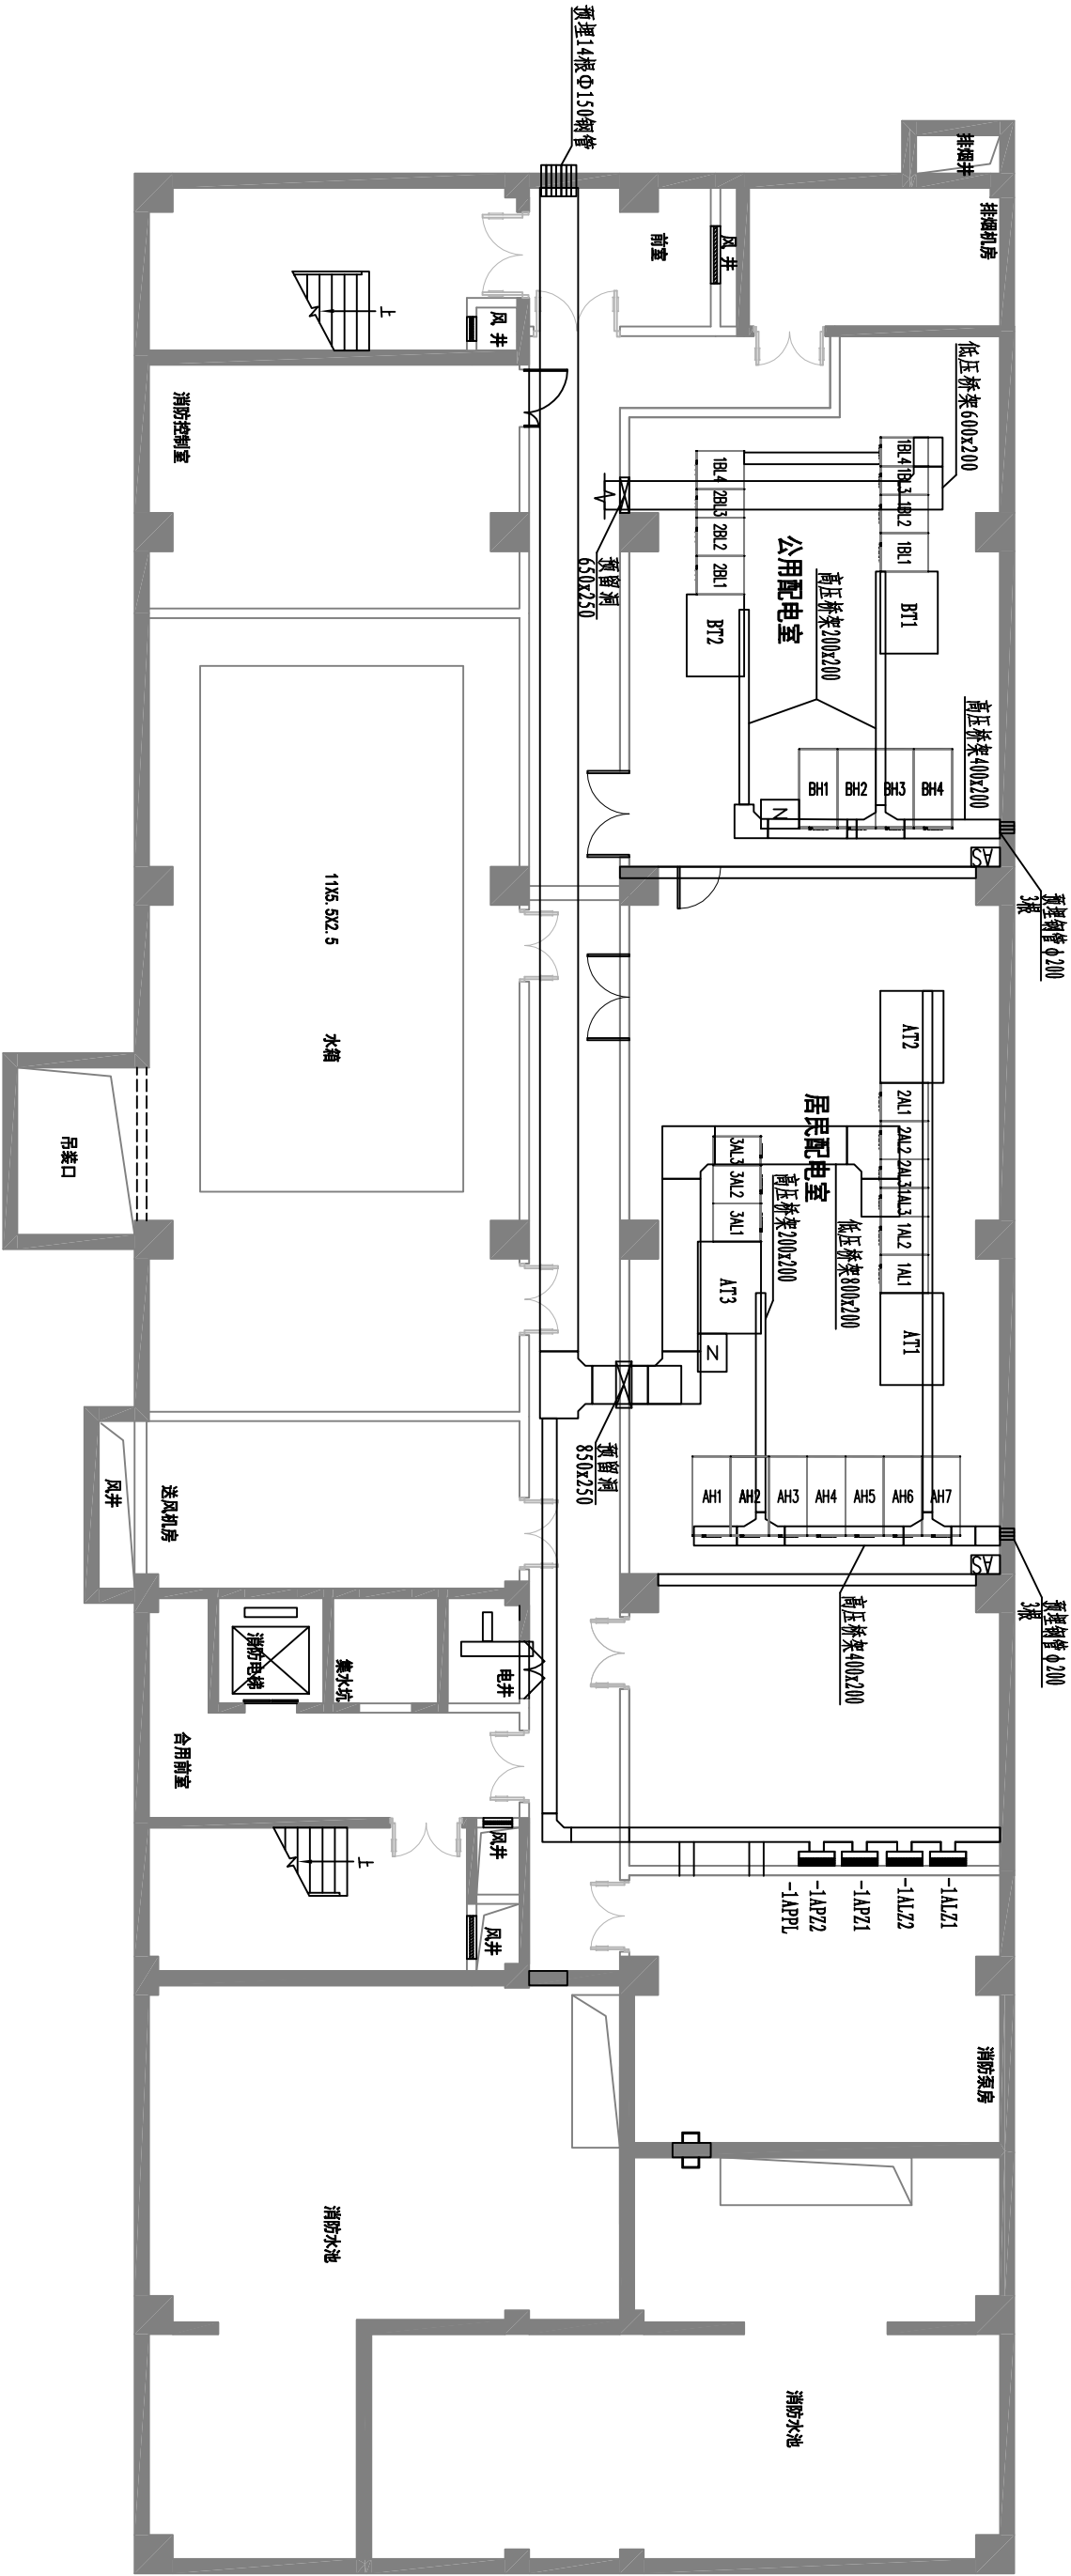 预埋14根Φ150钢管
排烟井
排烟机房
前室
风 井
上
风 井
消防控制室
低压桥架600x200
1BL4
1BL3
1BL2
1BL1
BT1
1BL4
2BL3
2BL2
2BL1
BT2
公用配电室
高压桥架200x200
预留洞
650x250
高压桥架400x200
BH1
BH2
BH3
BH4
N
AS
预埋钢管φ200
3根
11X5.5X2.5
水箱
吊装口
AT2
2AL1
2AL2
2AL3
1AL3
1AL2
1AL1
AT1
居民配电室
3AL3
3AL2
3AL1
AT3
N
高压桥架200x200
低压桥架800x200
预留洞
850x250
AH1
AH2
AH3
AH4
AH5
AH6
AH7
AS
预埋钢管φ200
3根
高压桥架400x200
风井
送风机房
消防电梯
集水坑
电井
合用前室
上
风井
风井
-1ALZ1
-1ALZ2
-1APZ1
-1APZ2
-1APPL
消防泵房
消防水池
消防水池